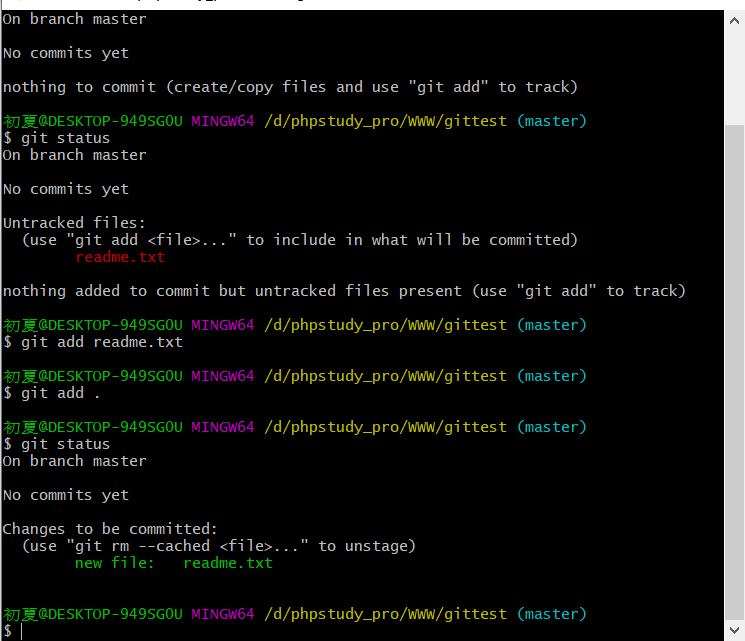 On branch master
No commits yet
nothing to commit (create/copy files and use "git add" to track)
初夏@DESKTOP-949SGOU MINGW64 /d/phpstudy_pro/WWW/gittest (master)
$ git status
On branch master
No commits yet
Untracked files:
(use "git add <file>..." to include in what will be committed)
readme.txt
nothing added to commit but untracked files present (use "git add" to track)
初夏@DESKTOP-949SGOU MINGW64 /d/phpstudy_pro/WWW/gittest (master)
$ git add readme.txt
初夏@DESKTOP-949SGOU MINGW64 /d/phpstudy_pro/WWW/gittest (master)
$ git add .
初夏@DESKTOP-949SGOU MINGW64 /d/phpstudy_pro/WWW/gittest (master)
$ git status
On branch master
No commits yet
Changes to be committed:
(use "git rm --cached <file>..." to unstage)
new file:   readme.txt
初夏@DESKTOP-949SGOU MINGW64 /d/phpstudy_pro/WWW/gittest (master)
$